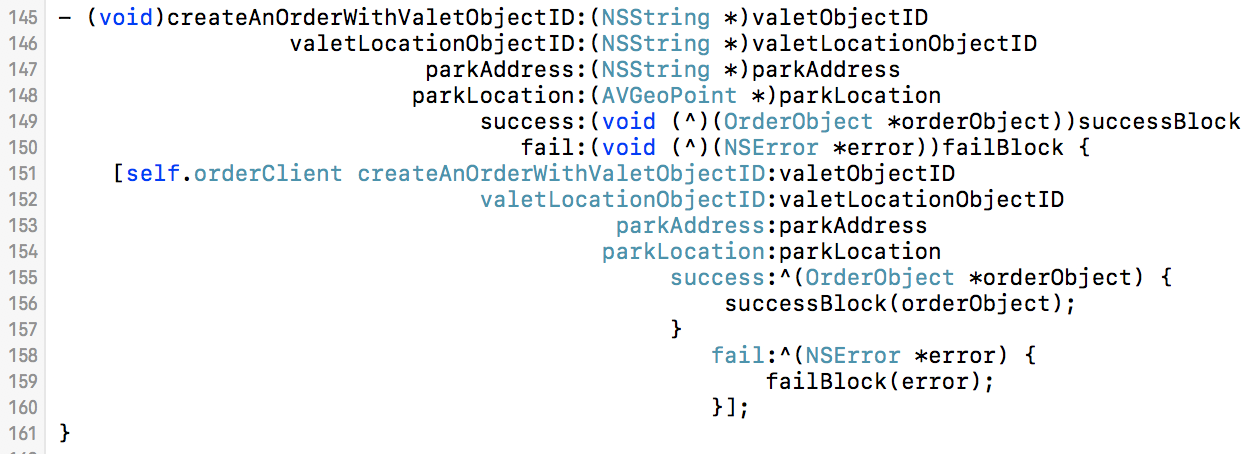 145 - (void)createAnOrderWithValetObjectID:(NSString *)valetObjectID
146 valetLocationObjectID:(NSString *)valetLocationObjectID
147 parkAddress:(NSString *)parkAddress
148 parkLocation:(AVGeoPoint *)parkLocation
149 success:(void (^)(OrderObject *orderObject))successBlock
150 fail:(void (^)(NSError *error))failBlock {
151 [self.orderClient createAnOrderWithValetObjectID:valetObjectID
152 valetLocationObjectID:valetLocationObjectID
153 parkAddress:parkAddress
154 parkLocation:parkLocation
155 success:^(OrderObject *orderObject) {
156 successBlock(orderObject);
157 }
158 fail:^(NSError *error) {
159 failBlock(error);
160 }];
161 }